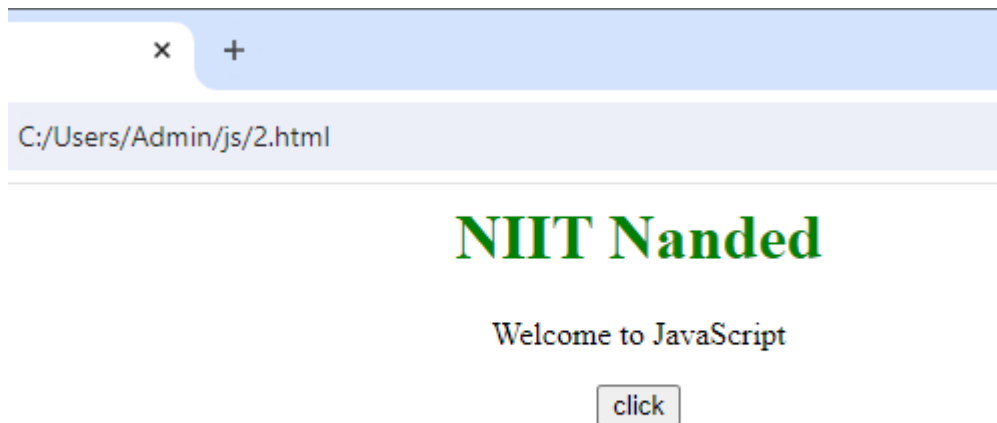 × +
C:/Users/Admin/js/2.html
NIIT Nanded
Welcome to JavaScript
click